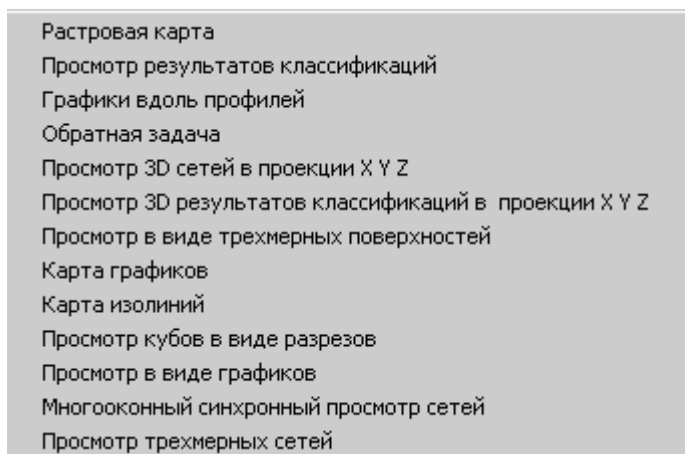 Растровая карта
Просмотр результатов классификаций
Графики вдоль профилей
Обратная задача
Просмотр 3D сетей в проекции X Y Z
Просмотр 3D результатов классификаций в проекции X Y Z
Просмотр в виде трехмерных поверхностей
Карта графиков
Карта изолиний
Просмотр кубов в виде разрезов
Просмотр в виде графиков
Многооконный синхронный просмотр сетей
Просмотр трехмерных сетей